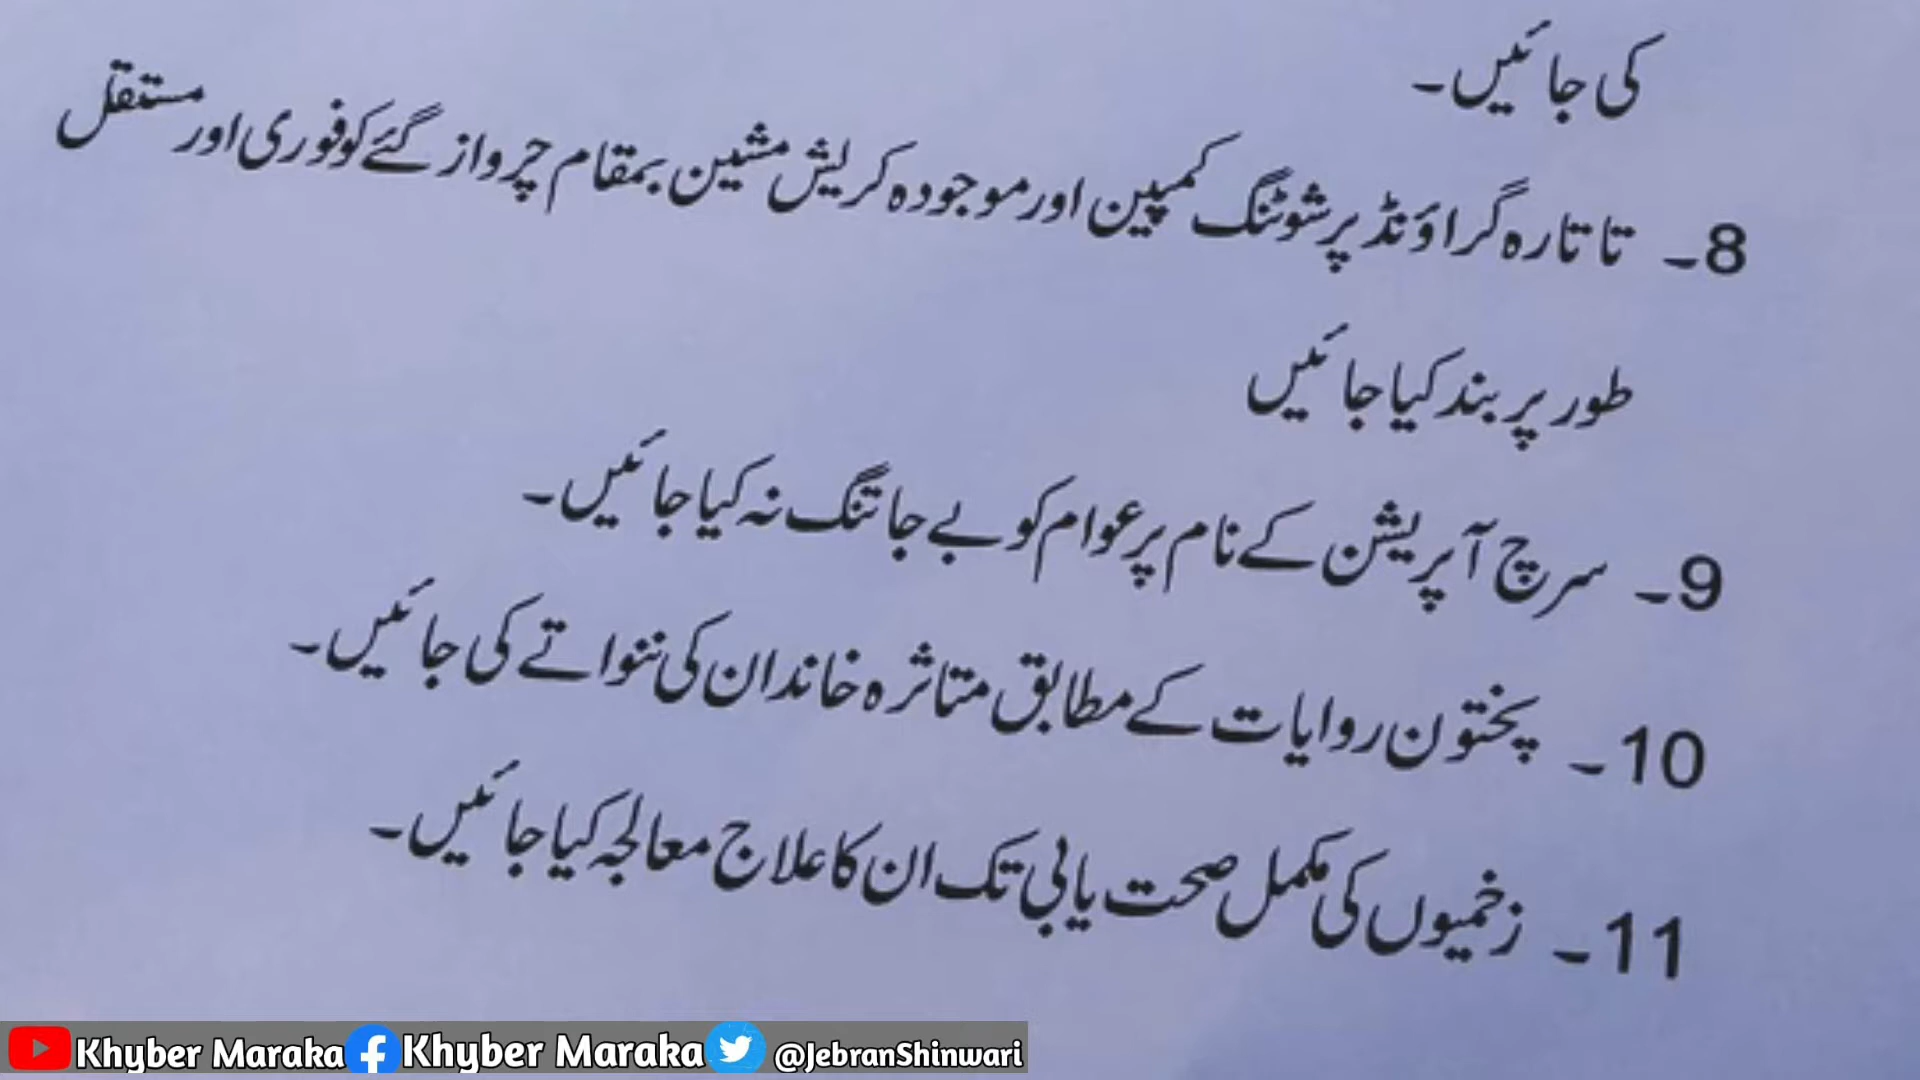 کی جائیں۔
8۔ تاتارہ گراؤنڈ پر شوٹنگ کمپین اور موجودہ کریش مشین بمقام چرواز گئے کو فوری اور مستقل
طور پر بند کیا جائیں
9۔ سرچ آپریشن کے نام پر عوام کو بے جا تنگ نہ کیا جائیں۔
10۔ پختون روایات کے مطابق متاثرہ خاندان کی ننواتے کی جائیں۔
11۔ زخمیوں کی مکمل صحت یابی تک ان کا علاج معالجہ کیا جائیں۔
Khyber Maraka Khyber Maraka @JebranShinwari